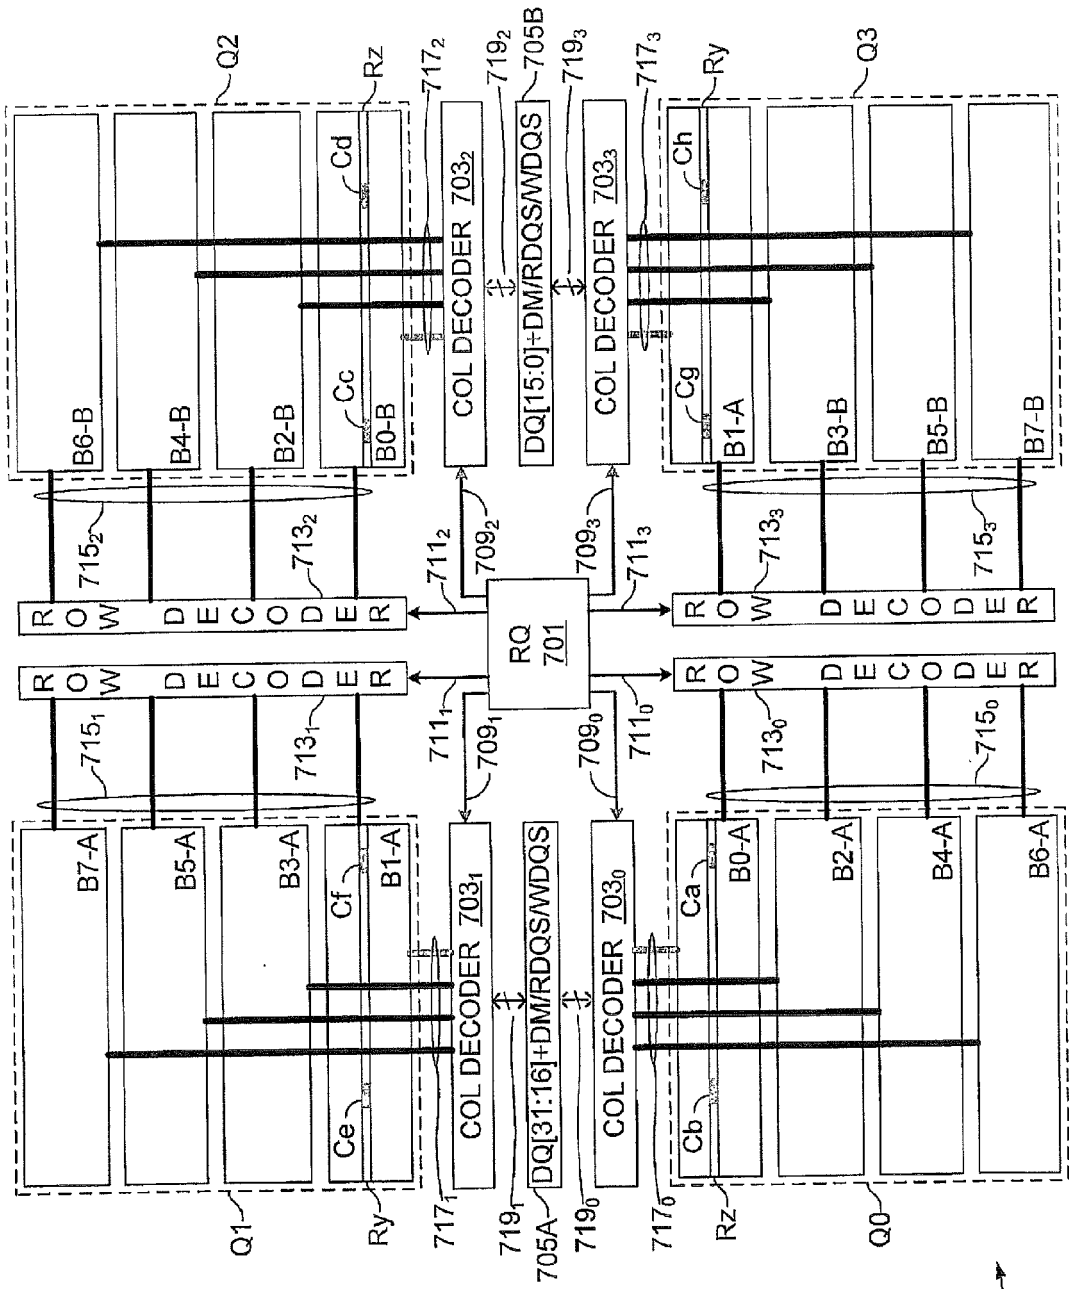 Q2
Rz
717₂
719₂
705B
719₃
717₃
Ry
Q3
Cd
Cc
B6-B
B4-B
B2-B
B0-B
COL DECODER 703₂
DQ[15:0]+DM/RDQS/WDQS
COL DECODER 703₃
Ch
Cg
B1-A
B3-B
B5-B
B7-B
715₂
713₂
711₂
709₂
709₃
711₃
713₃
715₃
ROW DECODER
ROW DECODER
RQ
701
ROW DECODER
ROW DECODER
715₁
713₁
711₁
709₁
709₀
711₀
713₀
715₀
B7-A
B5-A
B3-A
B1-A
Cf
Ce
COL DECODER 703₁
DQ[31:16]+DM/RDQS/WDQS
COL DECODER 703₀
Ca
Cb
B0-A
B2-A
B4-A
B6-A
Q1
Ry
717₁
719₁
705A
719₀
717₀
Rz
Q0